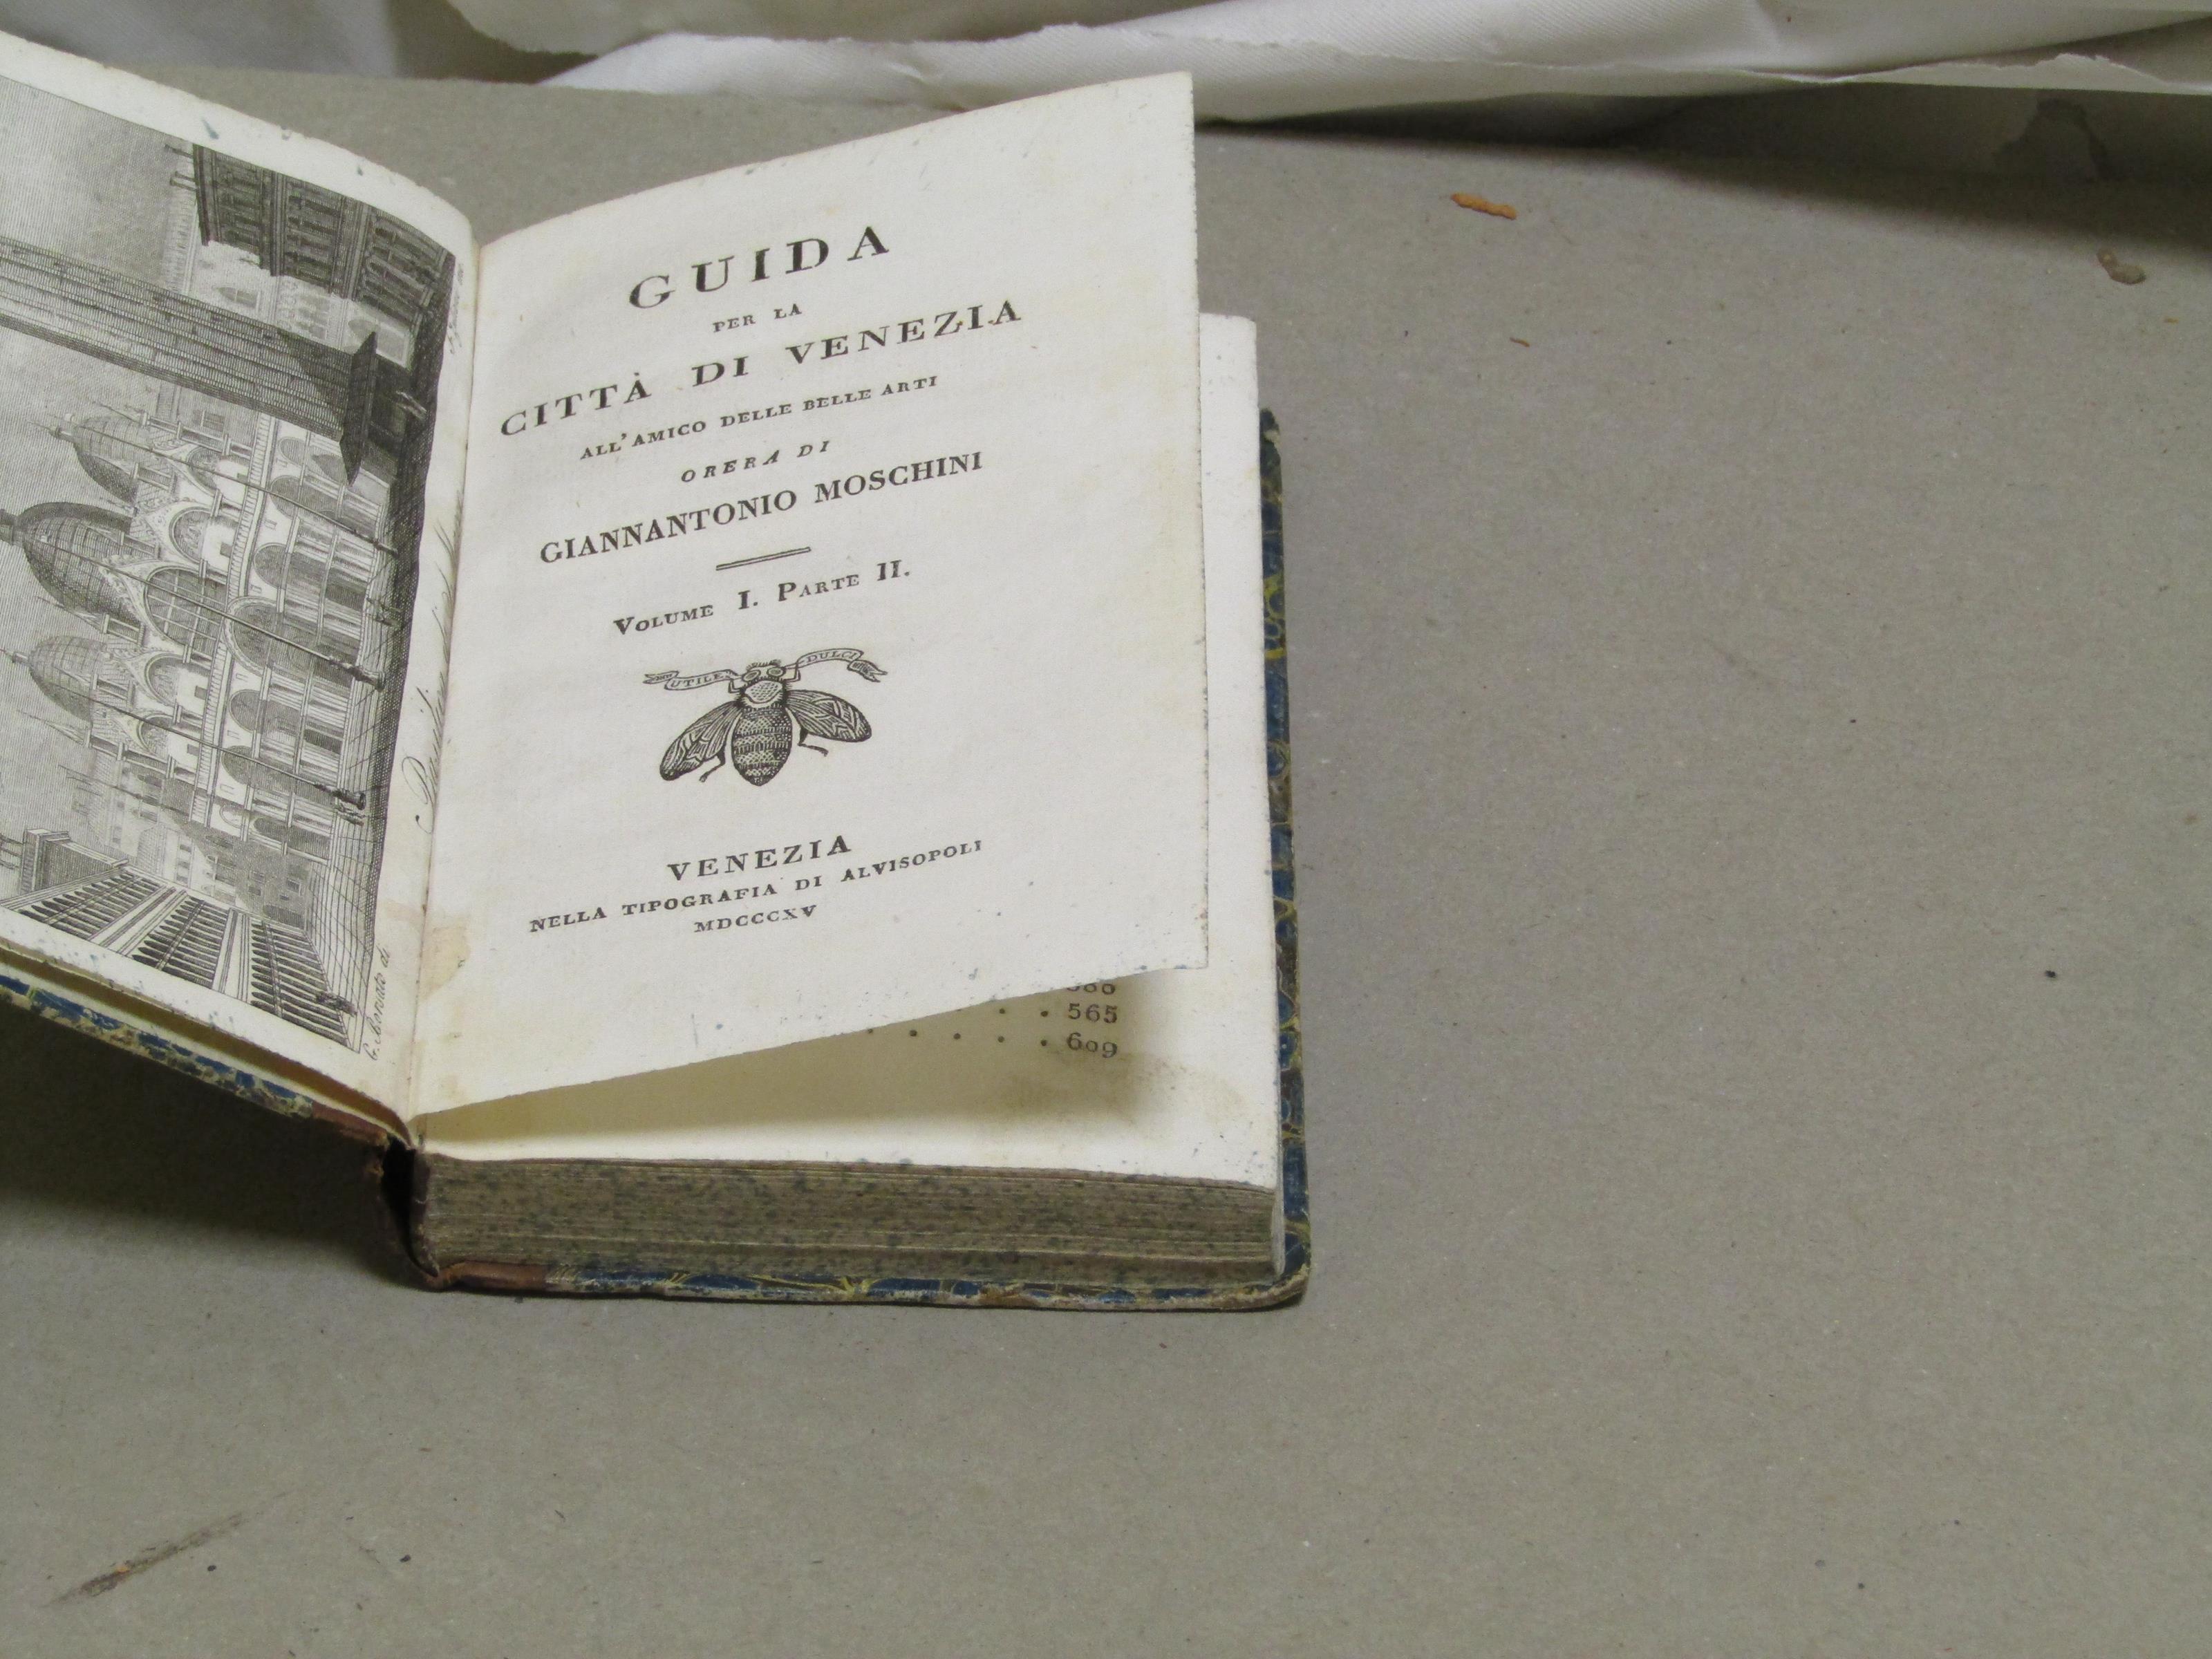 GUIDA
PER LA
CITTÀ DI VENEZIA
ALL'AMICO DELLE BELLE ARTI
ORERA DI
GIANNANTONIO MOSCHINI
VOLUME I. PARTE II.
UTILE DULCI
VENEZIA
NELLA TIPOGRAFIA DI ALVISOPOLI
MDCCCXV
. . . 565
. . . . . 609